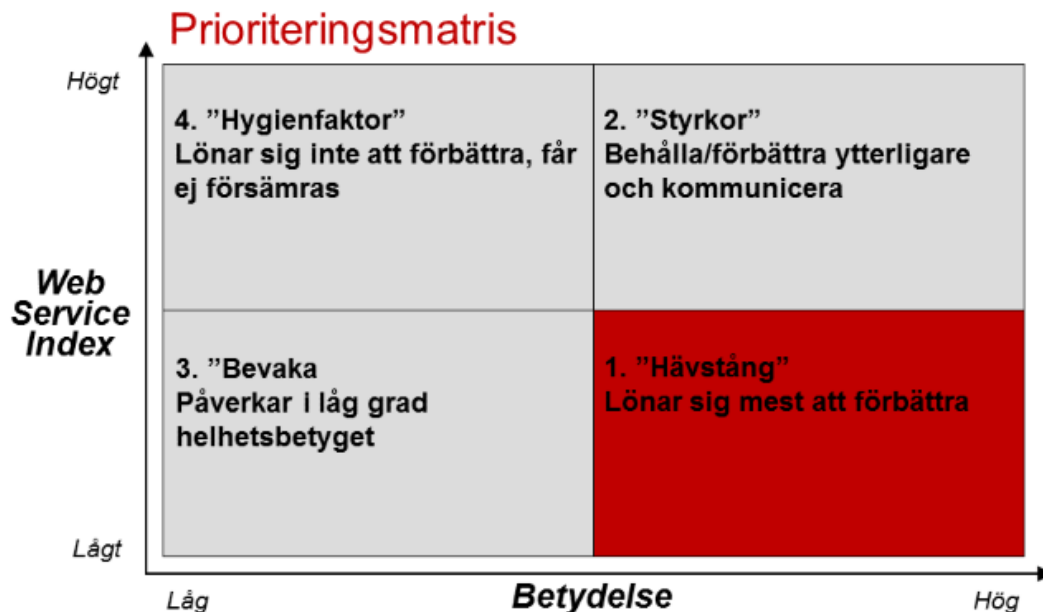 Prioriteringsmatris
Högt
4. ”Hygienfaktor”
Lönar sig inte att förbättra, får
ej försämras
2. ”Styrkor”
Behålla/förbättra ytterligare
och kommunicera
Web
Service
Index
3. ”Bevaka
Påverkar i låg grad
helhetsbetyget
1. ”Hävstång”
Lönar sig mest att förbättra
Lågt
Låg
Betydelse
Hög